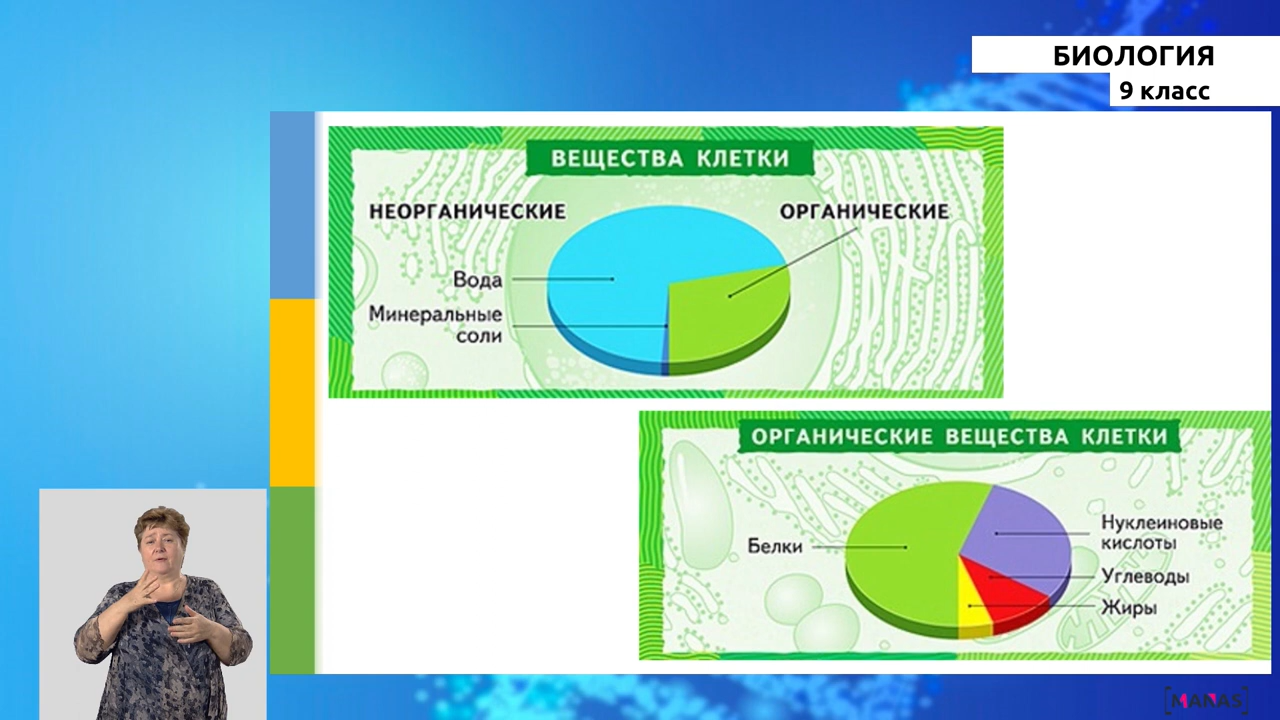 БИОЛОГИЯ
9 класс
ВЕЩЕСТВА КЛЕТКИ
НЕОРГАНИЧЕСКИЕ
ОРГАНИЧЕСКИЕ
Вода
Минеральные
соли
ОРГАНИЧЕСКИЕ ВЕЩЕСТВА КЛЕТКИ
Белки
Нуклеиновые
кислоты
Углеводы
Жиры
[MANAS]